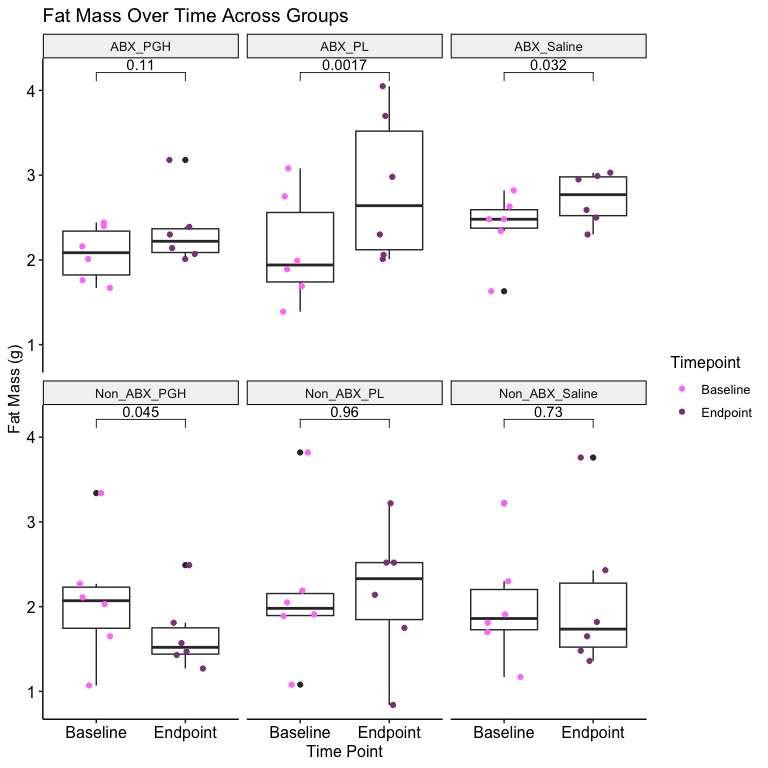 Fat Mass Over Time Across Groups
ABX_PGH
ABX_PL
ABX_Saline
0.11
0.0017
0.032
4
3
2
1
Fat Mass (g)
Non_ABX_PGH
Non_ABX_PL
Non_ABX_Saline
0.045
0.96
0.73
4
3
2
1
Baseline Endpoint
Baseline Endpoint
Baseline Endpoint
Time Point
Timepoint
Baseline
Endpoint